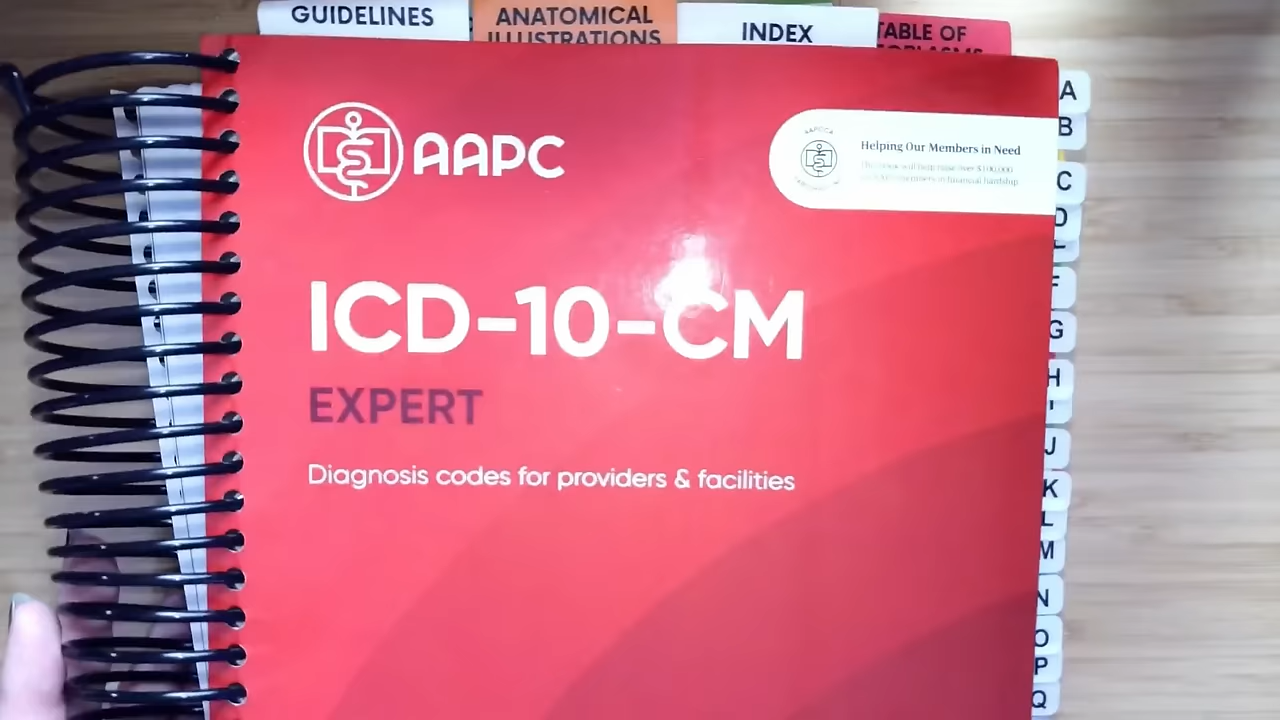 GUIDELINES
ANATOMICAL
ILLUSTRATIONS
INDEX
TABLE OF
NEOPLASMS
AAPC
Helping Our Members in Need
ICD-10-CM
EXPERT
Diagnosis codes for providers & facilities
A
B
C
D
E
F
G
H
I
J
K
L
M
N
O
P
Q